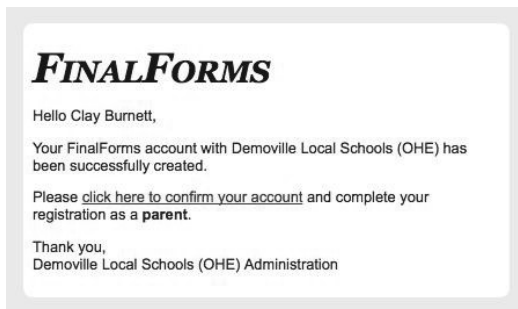 FINALFORMS
Hello Clay Burnett,
Your FinalForms account with Demoville Local Schools (OHE) has
been successfully created.
Please click here to confirm your account and complete your
registration as a parent.
Thank you,
Demoville Local Schools (OHE) Administration